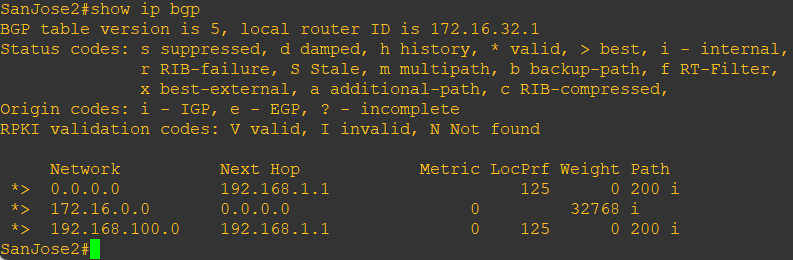 SanJose2#show ip bgp
BGP table version is 5, local router ID is 172.16.32.1
Status codes: s suppressed, d damped, h history, * valid, > best, i - internal,
              r RIB-failure, S Stale, m multipath, b backup-path, f RT-Filter,
              x best-external, a additional-path, c RIB-compressed,
Origin codes: i - IGP, e - EGP, ? - incomplete
RPKI validation codes: V valid, I invalid, N Not found

     Network          Next Hop            Metric LocPrf Weight Path
 *>  0.0.0.0          192.168.1.1                   125      0 200 i
 *>  172.16.0.0       0.0.0.0                  0         32768 i
 *>  192.168.100.0    192.168.1.1              0    125      0 200 i
SanJose2#